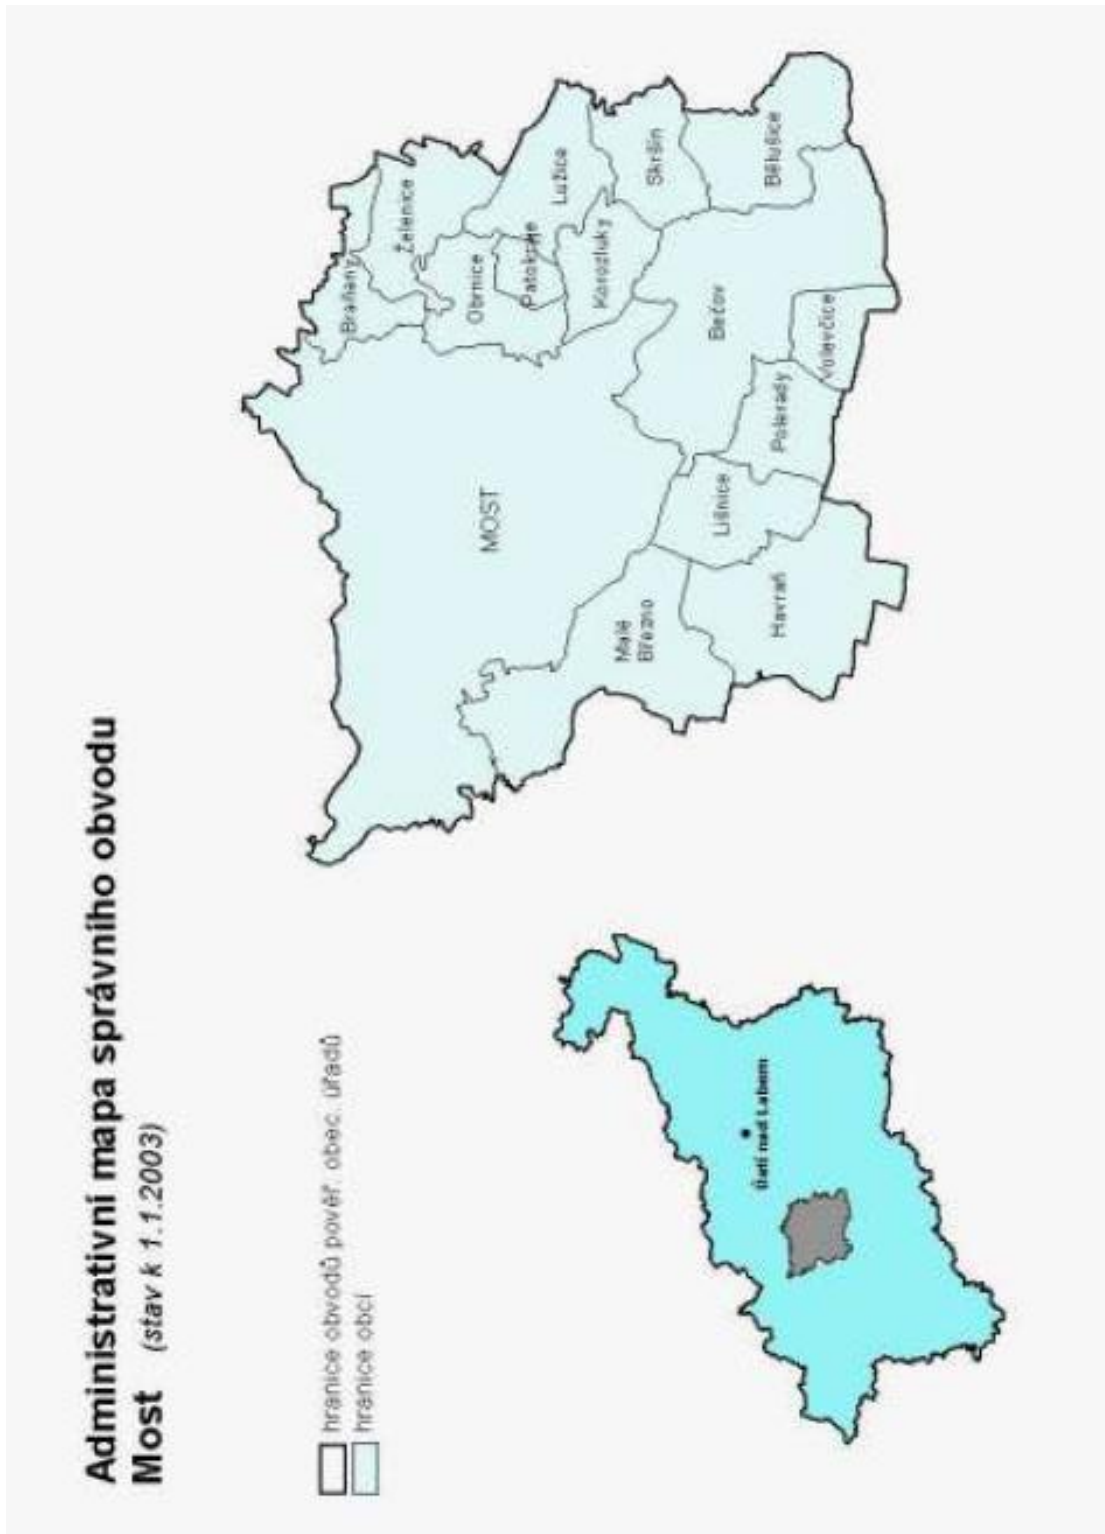 Administrativní mapa správního obvodu
Most (stav k 1.1.2003)
hranice obvodů pověř. obec. úřadů
hranice obcí
Braňany
Želenice
Obrnice
Patokryje
Lužice
Korozluky
Skršín
MOST
Bečov
Bělušice
Volevčice
Polerady
Lišnice
Malé
Březno
Havraň
Ústí nad Labem